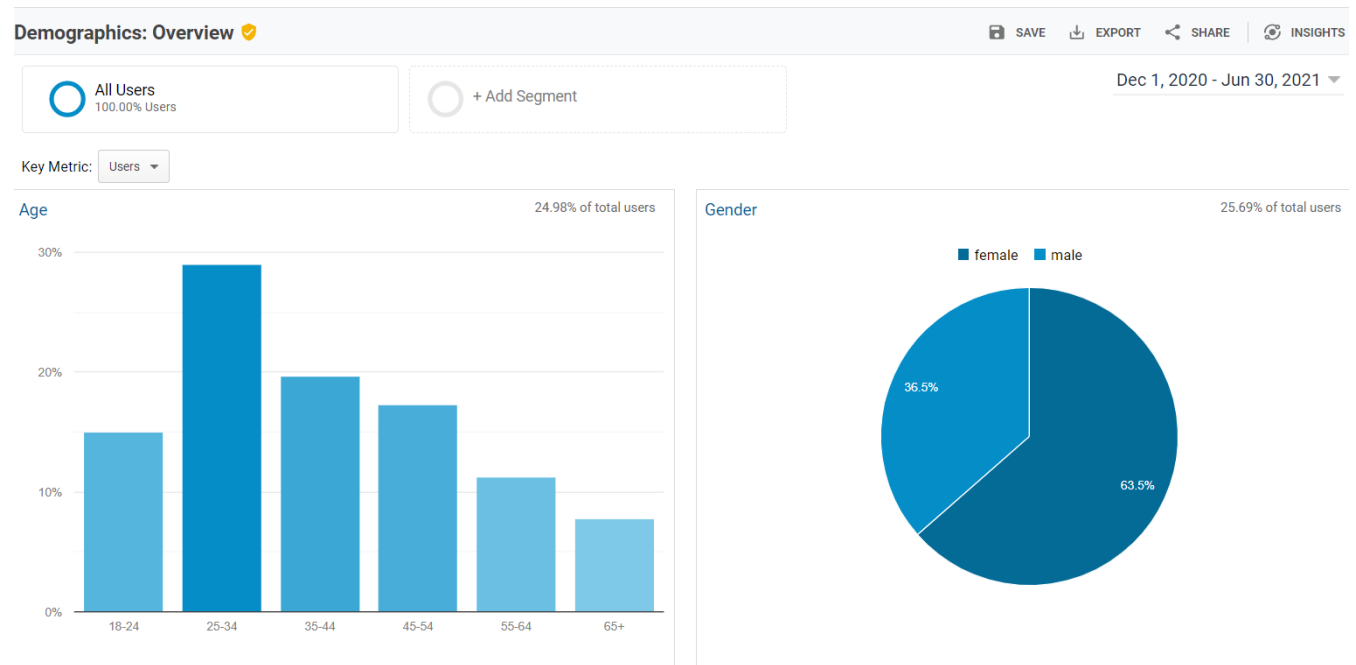 Demographics: Overview
SAVE EXPORT SHARE INSIGHTS
All Users
100.00% Users
+ Add Segment
Dec 1, 2020 - Jun 30, 2021
Key Metric: Users
Age 24.98% of total users
30%
20%
10%
0%
18-24 25-34 35-44 45-54 55-64 65+
Gender 25.69% of total users
female male
36.5%
63.5%